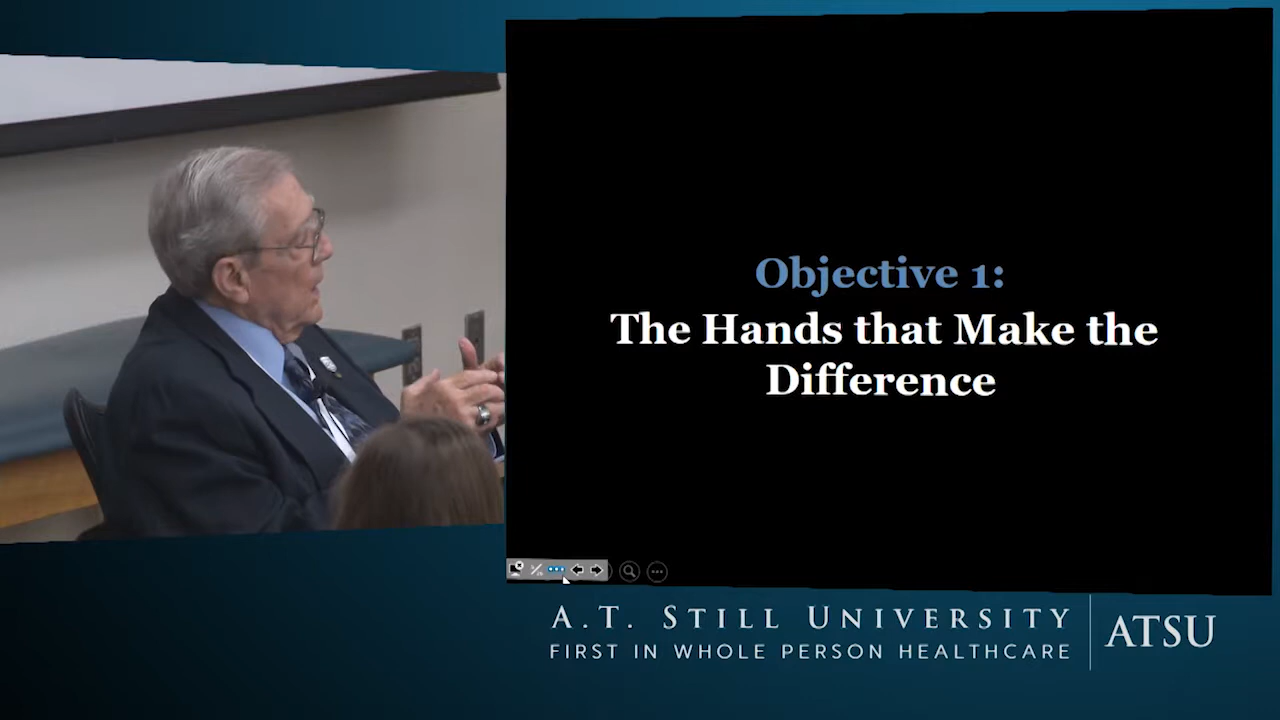 Objective 1:
The Hands that Make the
Difference
A.T. STILL UNIVERSITY
FIRST IN WHOLE PERSON HEALTHCARE
ATSU